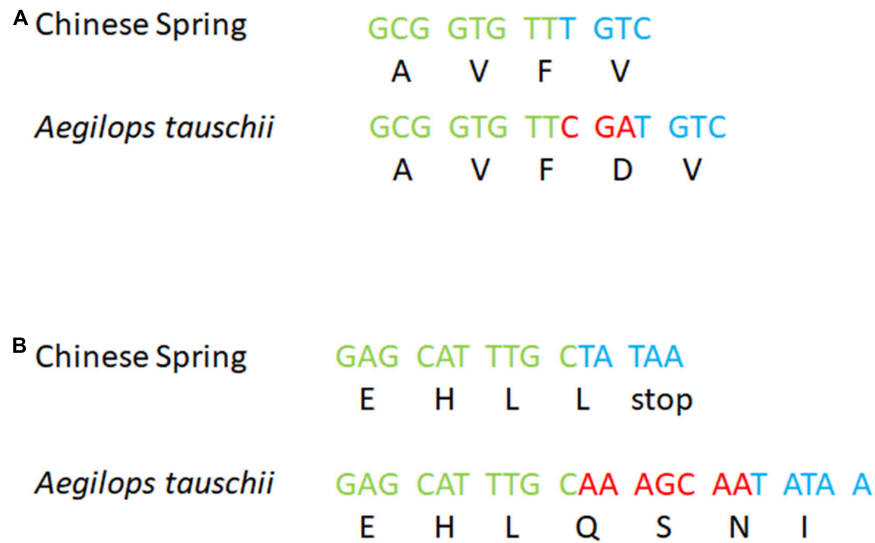 A Chinese Spring GCG GTG TTT GTC
A V F V
Aegilops tauschii GCG GTG TTC GAT GTC
A V F D V
B Chinese Spring GAG CAT TTG CTA TAA
E H L L stop
Aegilops tauschii GAG CAT TTG CAA AGC AAT ATA A
E H L Q S N I